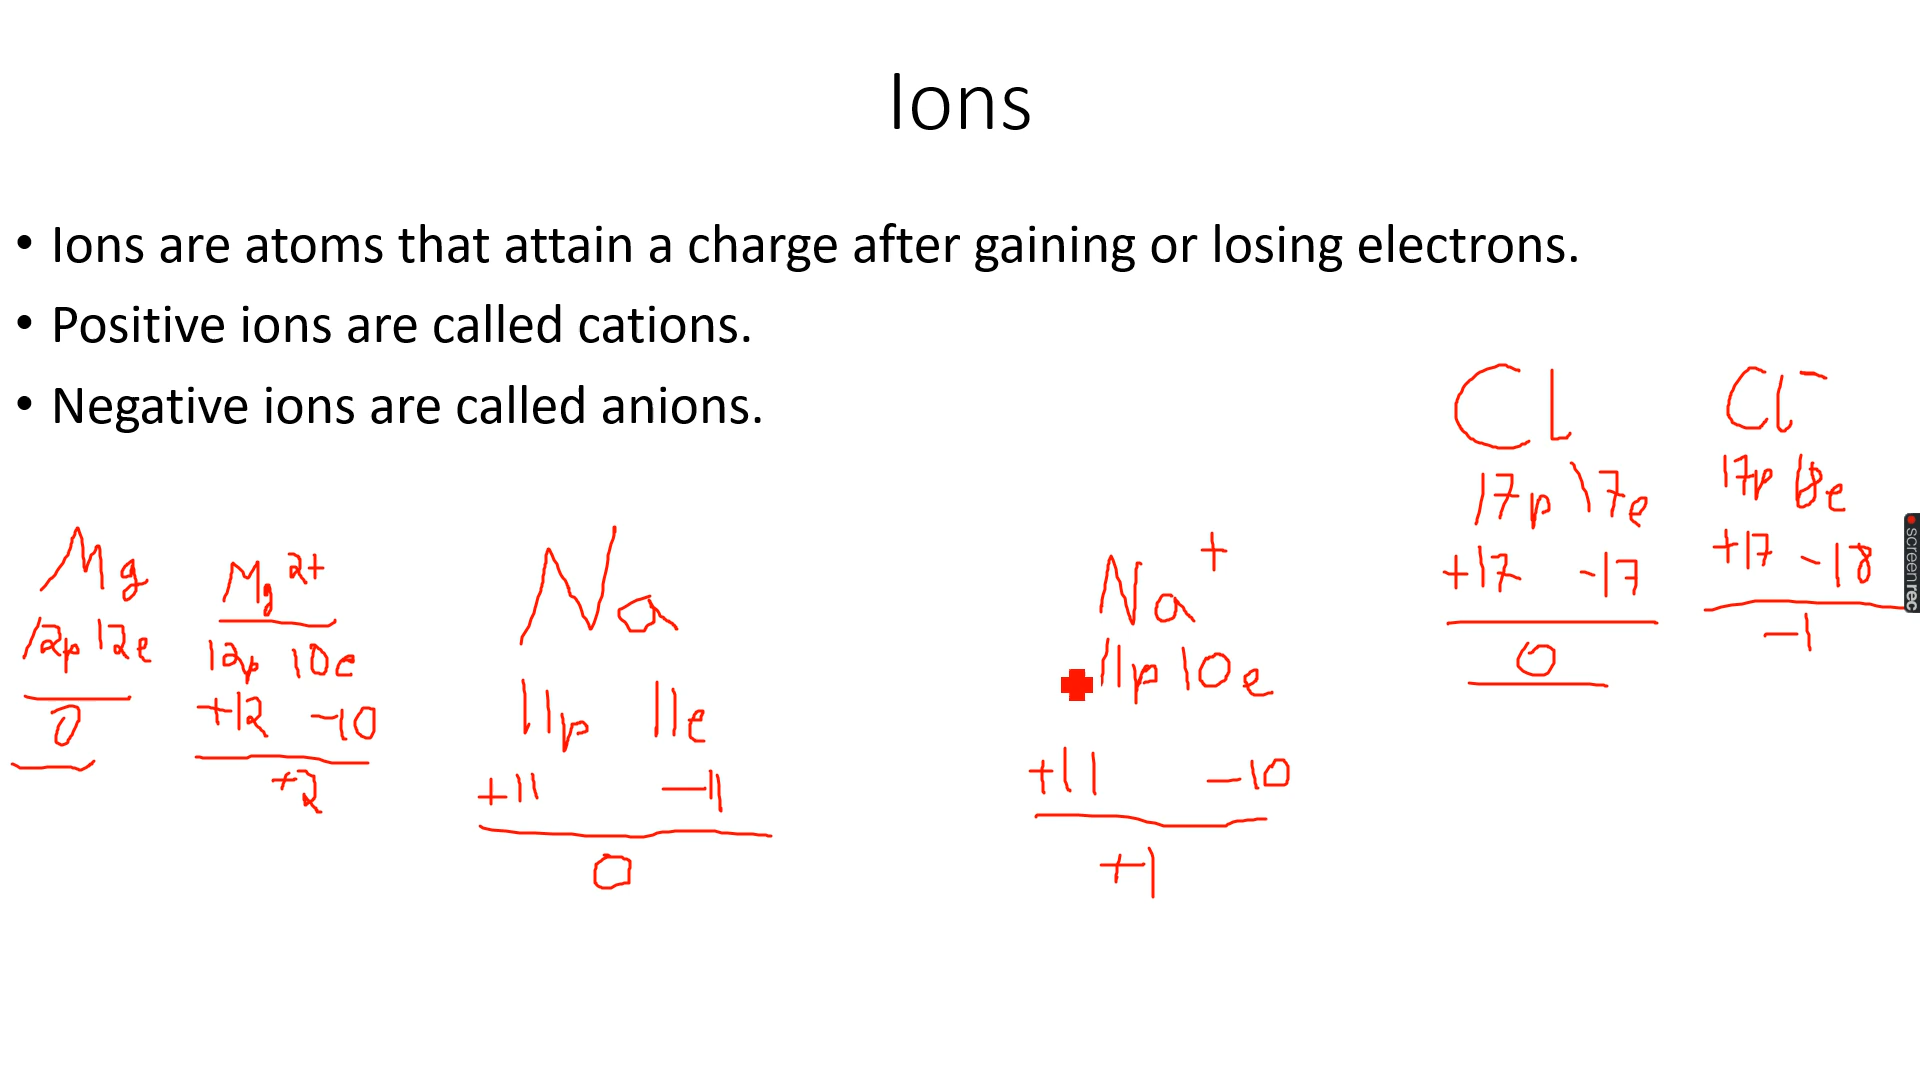 Ions
• Ions are atoms that attain a charge after gaining or losing electrons.
• Positive ions are called cations.
• Negative ions are called anions.
Mg
12p 12e
0
Mg 2+
12p 10e
+12 -10
+2
Na
11p 11e
+11 -11
0
Na +
11p 10e
+11 -10
+1
Cl
17p 17e
+17 -17
0
Cl -
17p 18e
+17 -18
-1
screenrec